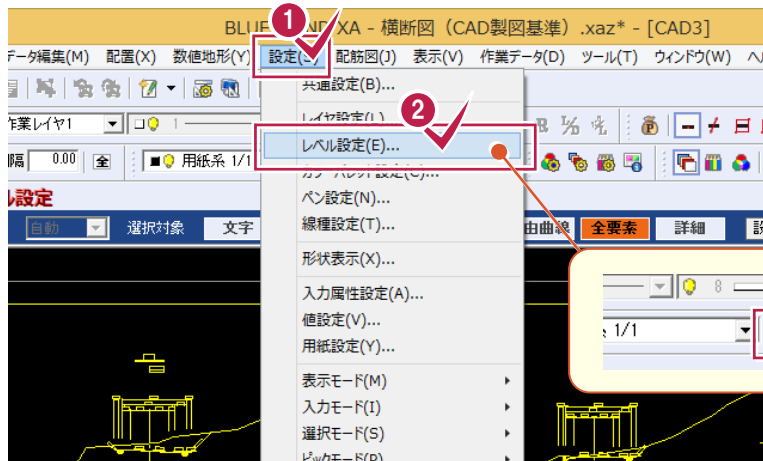 BLUE TREND XA - 横断図（CAD製図基準）.xaz* - [CAD3]
データ編集(M) 配置(X) 数値地形(Y) 設定(S) 配筋図(J) 表示(V) 作業データ(D) ツール(T) ウィンドウ(W)
1
共通設定(B)...
作業レイヤ1
1
レイヤ設定(L)...
2
レベル設定(E)...
隔 0.00 全
用紙系 1/1
カラーパレット設定(C)...
ル設定
ペン設定(N)...
自動 選択対象 文字
線種設定(T)...
由曲線 全要素 詳細 設
形状表示(X)...
入力属性設定(A)...
8
値設定(V)...
1/1
用紙設定(Y)...
表示モード(M)
入力モード(I)
選択モード(S)
ピックモード(P)